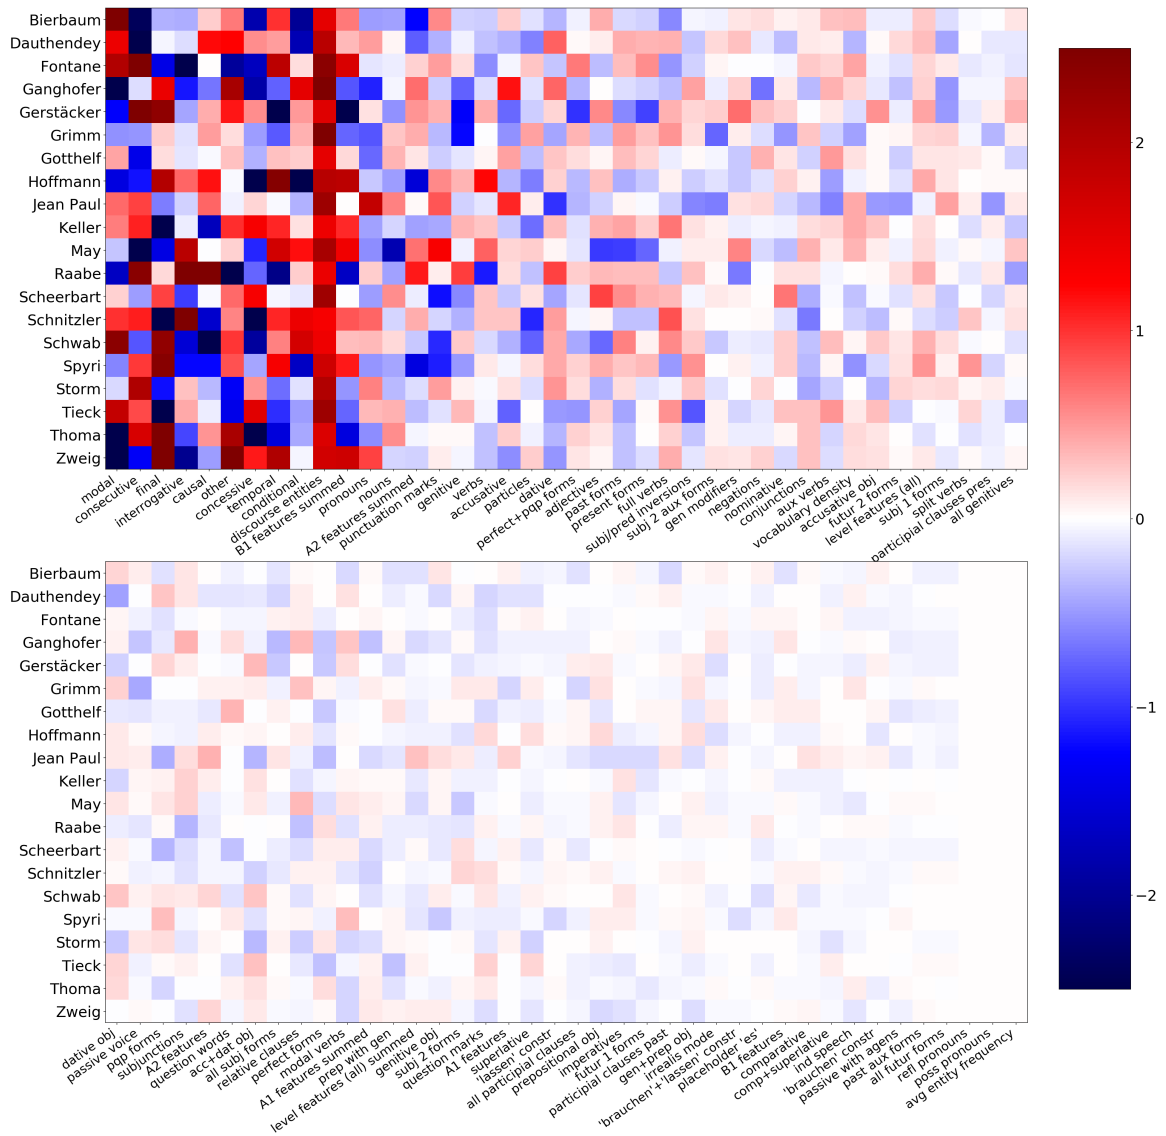 Bierbaum
Dauthendey
Fontane
Ganghofer
Gerstäcker
Grimm
Gotthelf
Hoffmann
Jean Paul
Keller
May
Raabe
Scheerbart
Schnitzler
Schwab
Spyri
Storm
Tieck
Thoma
Zweig
modal
consecutive
final
interrogative
causal
other
concessive
temporal
conditional
discourse entities
B1 features summed
pronouns
nouns
A2 features summed
punctuation marks
genitive
verbs
accusative
particles
dative
perfect+pqp forms
adjectives
past forms
present forms
full verbs
subj/pred inversions
subj 2 aux forms
gen modifiers
negations
nominative
conjunctions
aux verbs
vocabulary density
accusative obj
futur 2 forms
level features (all)
subj 1 forms
split verbs
participial clauses pres
all genitives
2
1
0
−1
−2
Bierbaum
Dauthendey
Fontane
Ganghofer
Gerstäcker
Grimm
Gotthelf
Hoffmann
Jean Paul
Keller
May
Raabe
Scheerbart
Schnitzler
Schwab
Spyri
Storm
Tieck
Thoma
Zweig
dative obj
passive voice
pqp forms
subjunctions
A2 features
question words
acc+dat obj
all subj forms
relative clauses
perfect forms
modal verbs
A1 features summed
prep with gen
level features (all) summed
genitive obj
subj 2 forms
question marks
A1 features
superlative
'lassen' constr
all participial clauses
prepositional obj
imperatives
futur 1 forms
participial clauses past
gen+prep obj
irrealis mode
'brauchen'+'lassen' constr
placeholder 'es'
B1 features
comparative
comp+superlative
ind speech
'brauchen' constr
passive with agens
past aux forms
all futur forms
refl pronouns
poss pronouns
avg entity frequency